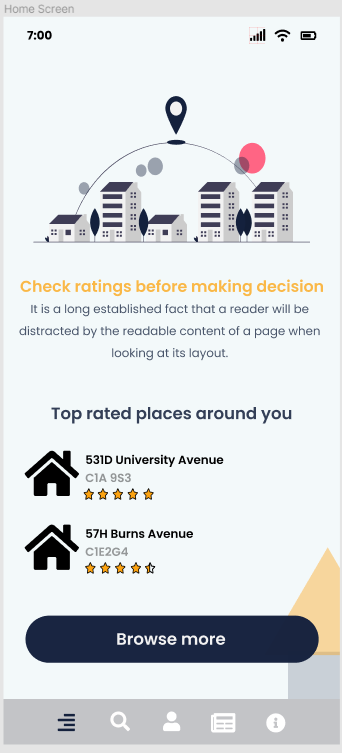 Home Screen
7:00
Check ratings before making decision
It is a long established fact that a reader will be
distracted by the readable content of a page when
looking at its layout.
Top rated places around you
531D University Avenue
C1A 9S3
57H Burns Avenue
C1E2G4
Browse more